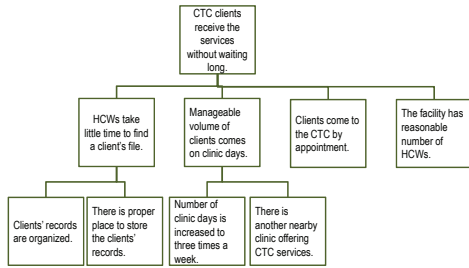 CTC clients
receive the
services
without waiting
long.
HCWs take
little time to find
a client's file.
Manageable
volume of
clients comes
on clinic days.
Clients come to
the CTC by
appointment.
The facility has
reasonable
number of
HCWs.
Clients' records
are organized.
There is proper
place to store
the clients'
records.
Number of
clinic days is
increased to
three times a
week.
There is
another nearby
clinic offering
CTC services.